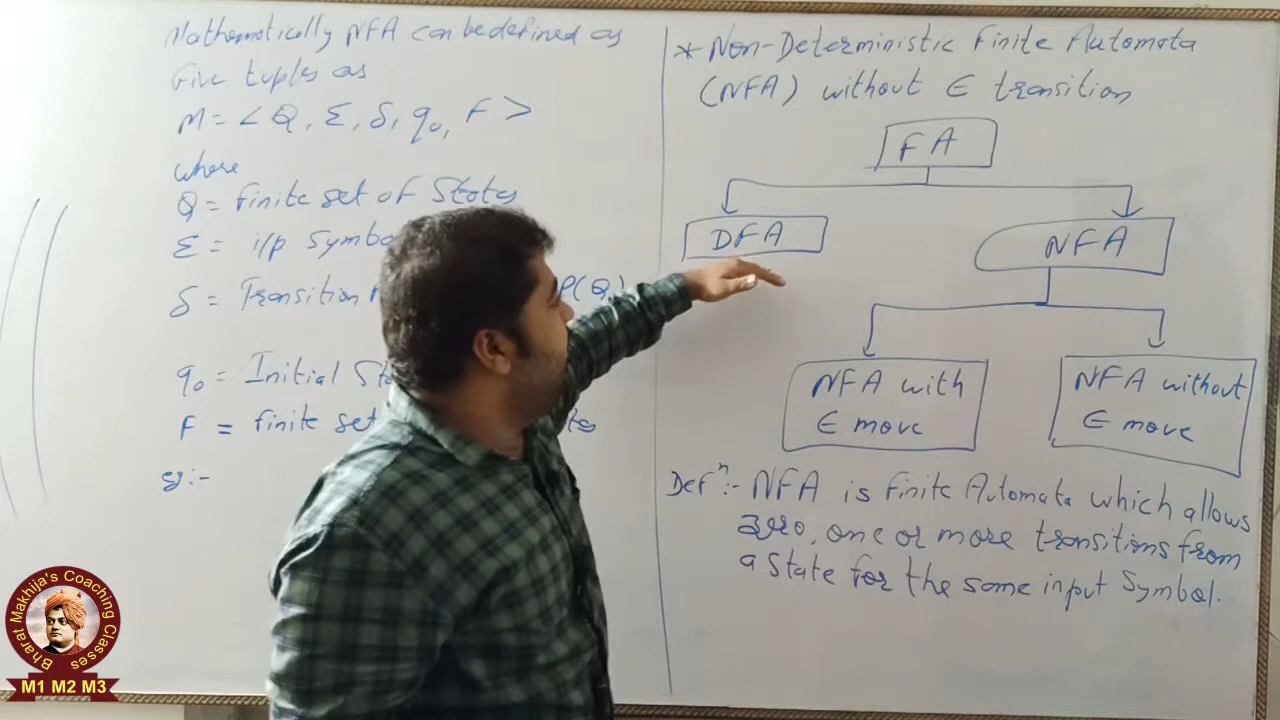 Mathematically NFA can be defined as
five tuples as
M = < Q, Σ, δ, q0, F >
where
Q = finite set of States
Σ = i/p Symbo
δ = Transition P(Q)
q0 = Initial Sta
F = finite set tes
eg:-
* Non-Deterministic Finite Automata
(NFA) without ∈ transition
FA
DFA
NFA
NFA with
∈ move
NFA without
∈ move
Defⁿ:- NFA is Finite Automata which allows
zero, one or more transitions from
a State for the same input Symbol.
Bharat Makhija's Coaching Classes
M1 M2 M3